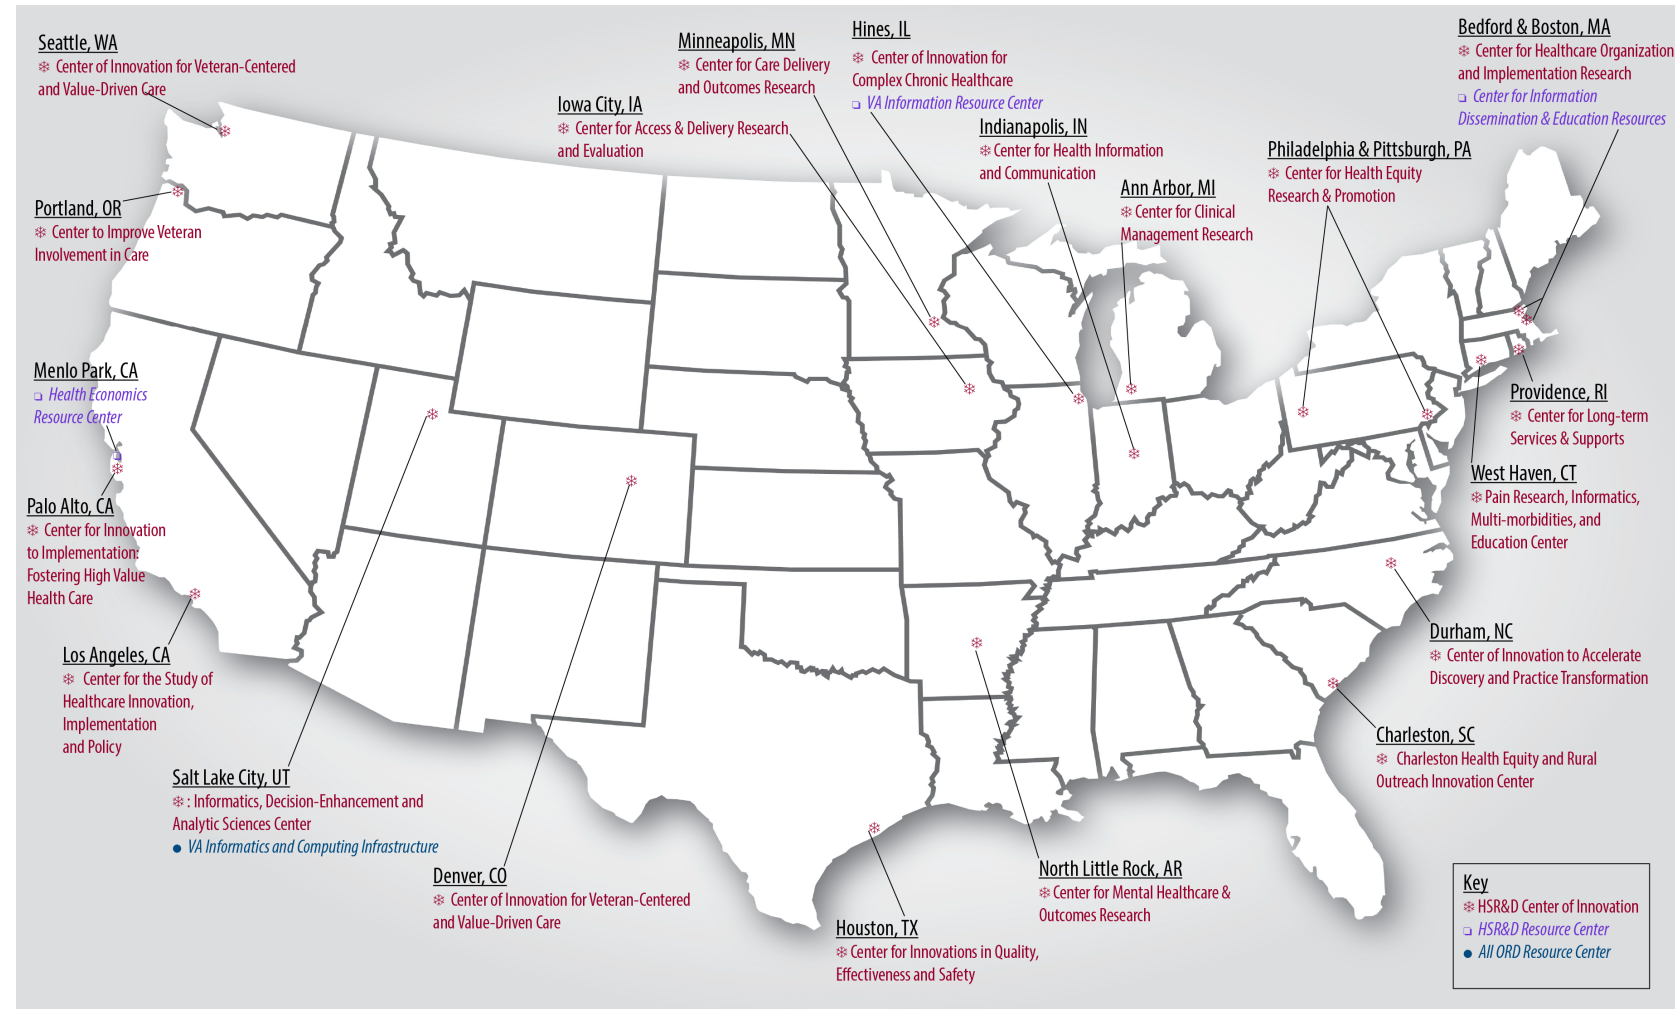 Seattle, WA
❄ Center of Innovation for Veteran-Centered
and Value-Driven Care
Portland, OR
❄ Center to Improve Veteran
Involvement in Care
Menlo Park, CA
❏ Health Economics
Resource Center
Palo Alto, CA
❄ Center for Innovation
to Implementation:
Fostering High Value
Health Care
Los Angeles, CA
❄ Center for the Study of
Healthcare Innovation,
Implementation
and Policy
Salt Lake City, UT
❄ : Informatics, Decision-Enhancement and
Analytic Sciences Center
● VA Informatics and Computing Infrastructure
Denver, CO
❄ Center of Innovation for Veteran-Centered
and Value-Driven Care
Iowa City, IA
❄ Center for Access & Delivery Research
and Evaluation
Minneapolis, MN
❄ Center for Care Delivery
and Outcomes Research
Hines, IL
❄ Center of Innovation for
Complex Chronic Healthcare
❏ VA Information Resource Center
Indianapolis, IN
❄ Center for Health Information
and Communication
Ann Arbor, MI
❄ Center for Clinical
Management Research
Philadelphia & Pittsburgh, PA
❄ Center for Health Equity
Research & Promotion
Bedford & Boston, MA
❄ Center for Healthcare Organization
and Implementation Research
❏ Center for Information
Dissemination & Education Resources
Providence, RI
❄ Center for Long-term
Services & Supports
West Haven, CT
❄ Pain Research, Informatics,
Multi-morbidities, and
Education Center
Durham, NC
❄ Center of Innovation to Accelerate
Discovery and Practice Transformation
Charleston, SC
❄ Charleston Health Equity and Rural
Outreach Innovation Center
North Little Rock, AR
❄ Center for Mental Healthcare &
Outcomes Research
Houston, TX
❄ Center for Innovations in Quality,
Effectiveness and Safety
Key
❄ HSR&D Center of Innovation
❏ HSR&D Resource Center
● All ORD Resource Center